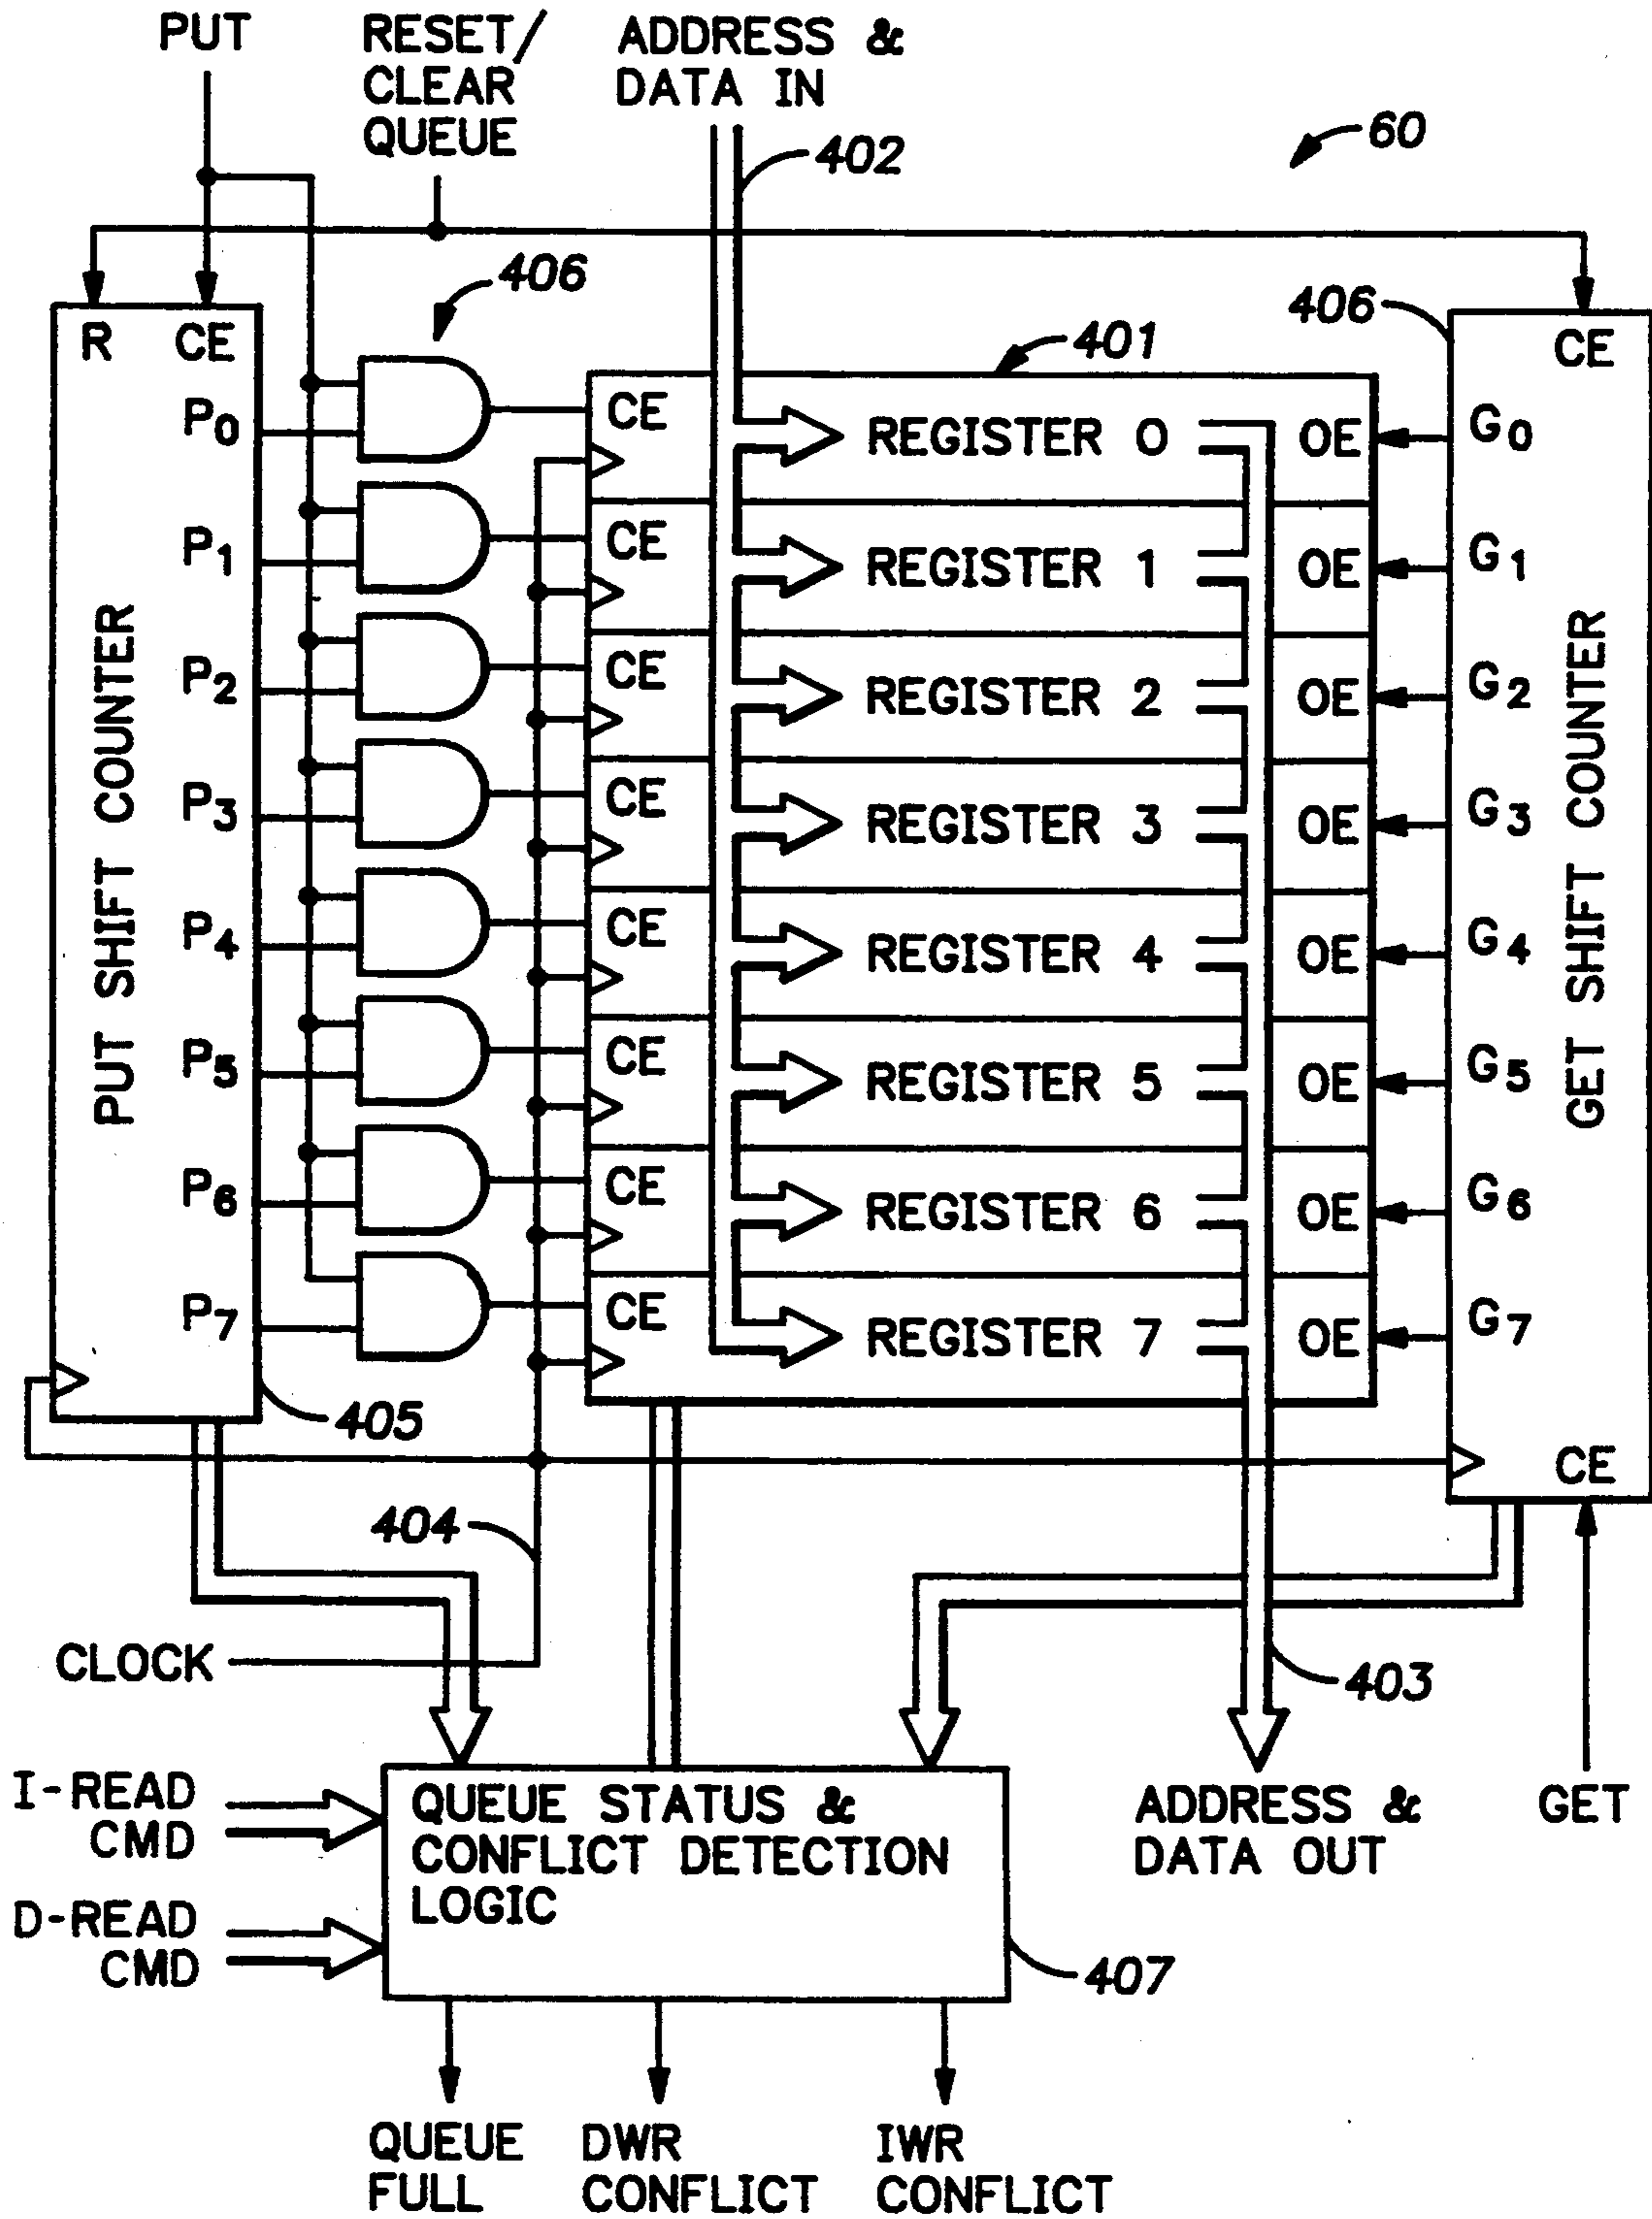 PUT
RESET/
CLEAR
QUEUE
ADDRESS &
DATA IN
402
60
406
406
401
R CE
CE
P0
P1
P2
P3
P4
P5
P6
P7
PUT SHIFT COUNTER
CE REGISTER 0 OE
CE REGISTER 1 OE
CE REGISTER 2 OE
CE REGISTER 3 OE
CE REGISTER 4 OE
CE REGISTER 5 OE
CE REGISTER 6 OE
CE REGISTER 7 OE
G0
G1
G2
G3
G4
G5
G6
G7
GET SHIFT COUNTER
CE
405
404
CLOCK
403
I-READ
CMD
D-READ
CMD
QUEUE STATUS &
CONFLICT DETECTION
LOGIC
ADDRESS &
DATA OUT
GET
407
QUEUE
FULL
DWR
CONFLICT
IWR
CONFLICT